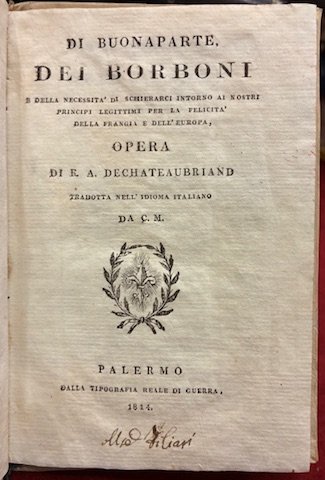 DI BUONAPARTE,
DEI BORBONI
E DELLA NECESSITA' DI SCHIERARCI INTORNO AI NOSTRI
PRINCIPI LEGITTIMI PER LA FELICITA'
DELLA FRANCIA E DELL'EUROPA,
OPERA
DI F. A. DECHATEAUBRIAND
TRADOTTA NELL'IDIOMA ITALIANO
DA C. M.
PALERMO
DALLA TIPOGRAFIA REALE DI GUERRA,
1814.